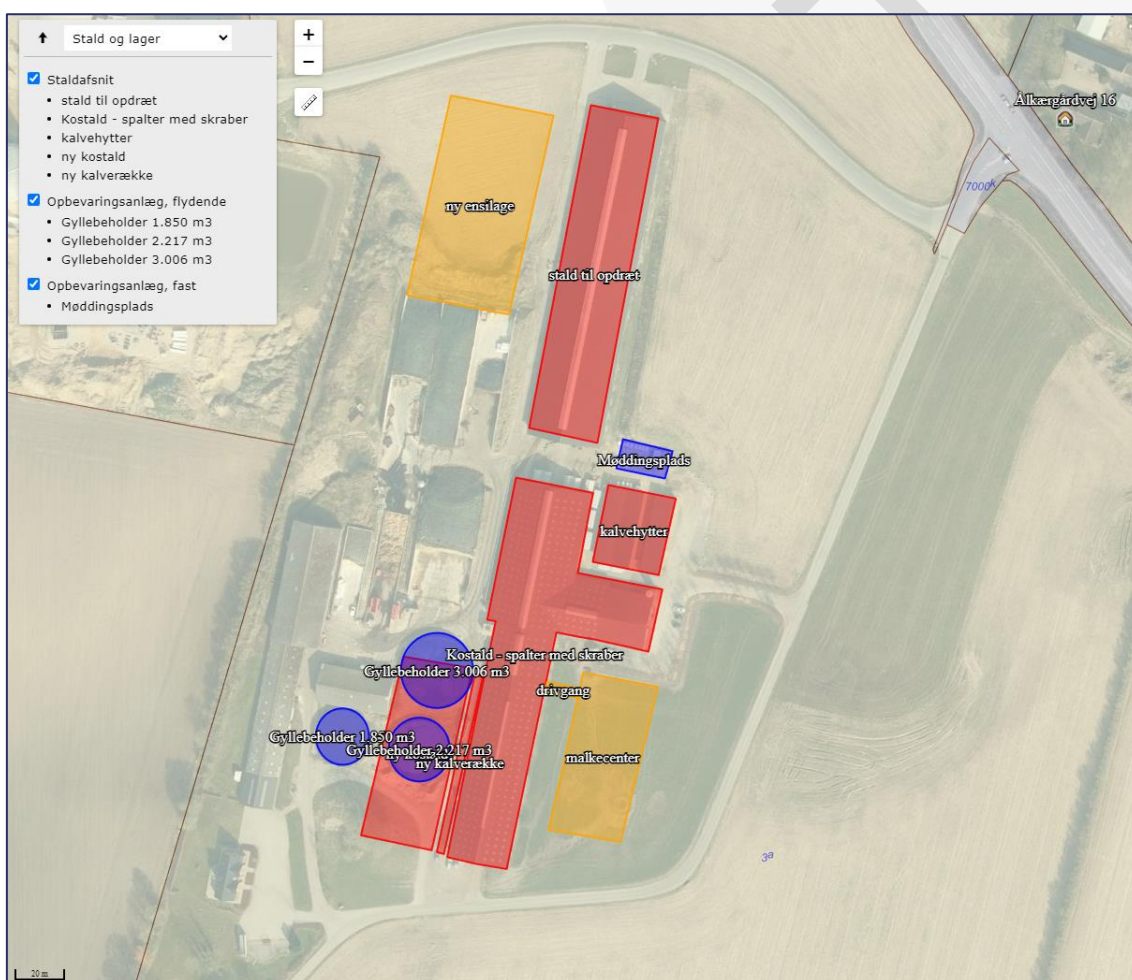 Stald og lager
Staldafsnit
stald til opdræt
Kostald - spalter med skraber
kalvehytter
ny kostald
ny kalverække
Opbevaringsanlæg, flydende
Gyllebeholder 1.850 m3
Gyllebeholder 2.217 m3
Gyllebeholder 3.006 m3
Opbevaringsanlæg, fast
Møddingsplads
+
−
Ålkærgårdvej 16
7000k
ny ensilage
stald til opdræt
Møddingsplads
kalvehytter
Kostald - spalter med skraber
Gyllebeholder 3.006 m3
drivgang
Gyllebeholder 1.850 m3
Gyllebeholder 2.217 m3
ny kostald
ny kalverække
malkecenter
3a
20 m